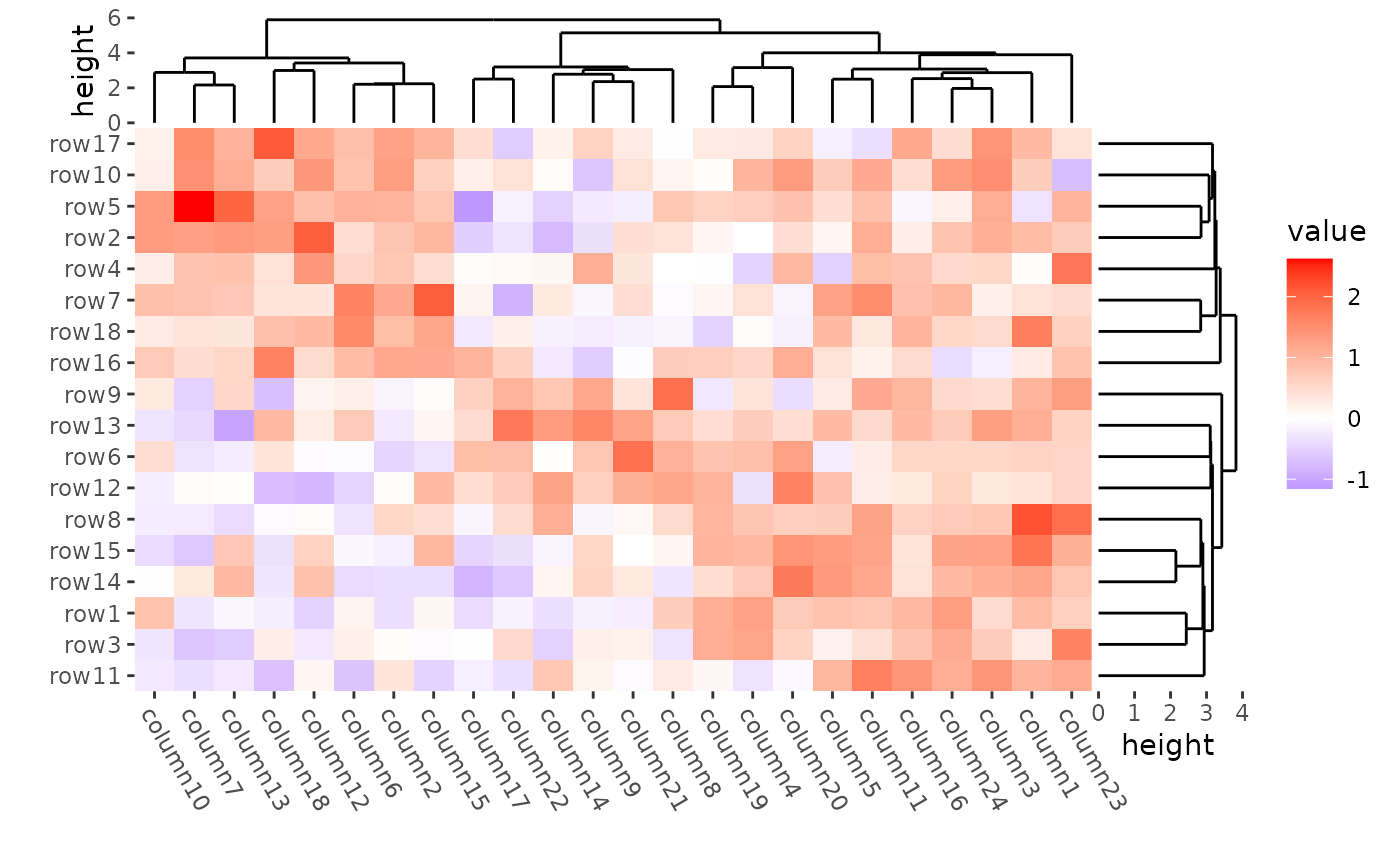 height
6
4
2
0
row17
row10
row5
row2
row4
row7
row18
row16
row9
row13
row6
row12
row8
row15
row14
row1
row3
row11
column10
column7
column13
column18
column12
column6
column2
column15
column17
column22
column14
column9
column21
column8
column19
column4
column20
column5
column11
column16
column24
column3
column1
column23
0 1 2 3 4
height
value
2
1
0
-1